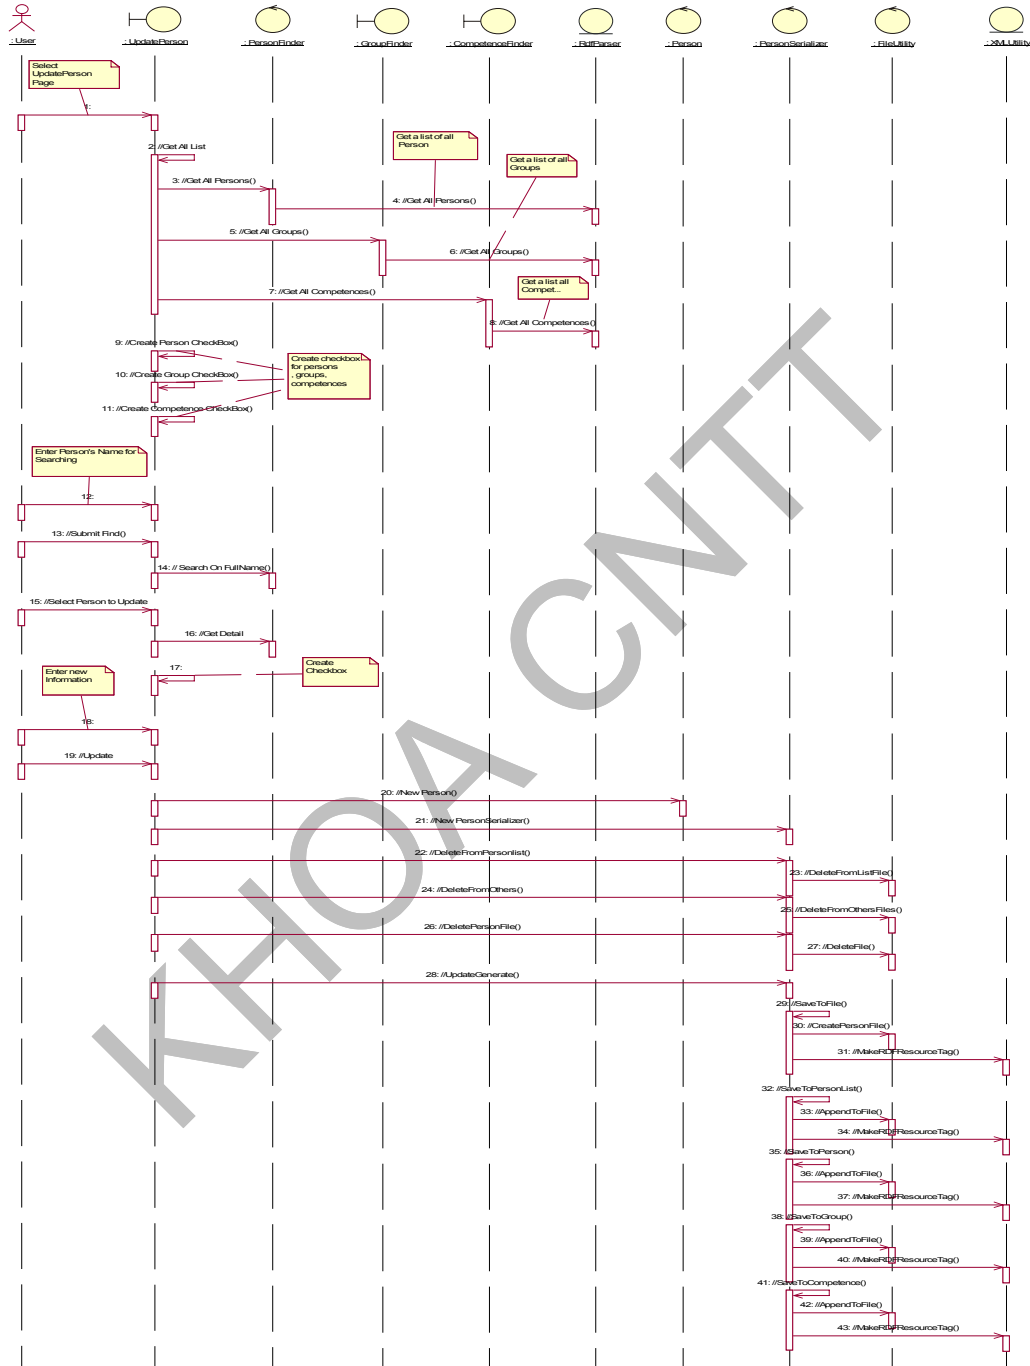 : User
: UpdatePerson
: PersonFinder
: GroupFinder
: CompetenceFinder
: RdfParser
: Person
: PersonSerializer
: FileUtility
: XMLUtility
Select
UpdatePerson
Page
1:
2: //Get All List
Get a list of all
Person
Get a list of all
Groups
3: //Get All Persons()
4: //Get All Persons()
5: //Get All Groups()
6: //Get All Groups()
Get a list all
Compet...
7: //Get All Competences()
8: //Get All Competences()
9: //Create Person CheckBox()
Create checkbox
for persons
, groups,
competences
10: //Create Group CheckBox()
11: //Create Competence CheckBox()
Enter Person's Name for
Searching
12:
13: //Submit Find()
14: // Search On FullName()
15: //Select Person to Update
16: //Get Detail
17:
Create
Checkbox
Enter new
Information
18:
19: //Update
20: //New Person()
21: //New PersonSerializer()
22: //DeleteFromPersonlist()
23: //DeleteFromListFile()
24: //DeleteFromOthers()
25: //DeleteFromOthersFiles()
26: //DeletePersonFile()
27: //DeleteFile()
28: //UpdateGenerate()
29: //SaveToFile()
30: //CreatePersonFile()
31: //MakeRDFResourceTag()
32: //SaveToPersonList()
33: //AppendToFile()
34: //MakeRDFResourceTag()
35: //SaveToPerson()
36: //AppendToFile()
37: //MakeRDFResourceTag()
38: //SaveToGroup()
39: //AppendToFile()
40: //MakeRDFResourceTag()
41: //SaveToCompetence()
42: //AppendToFile()
43: //MakeRDFResourceTag()
KHOA CNTT